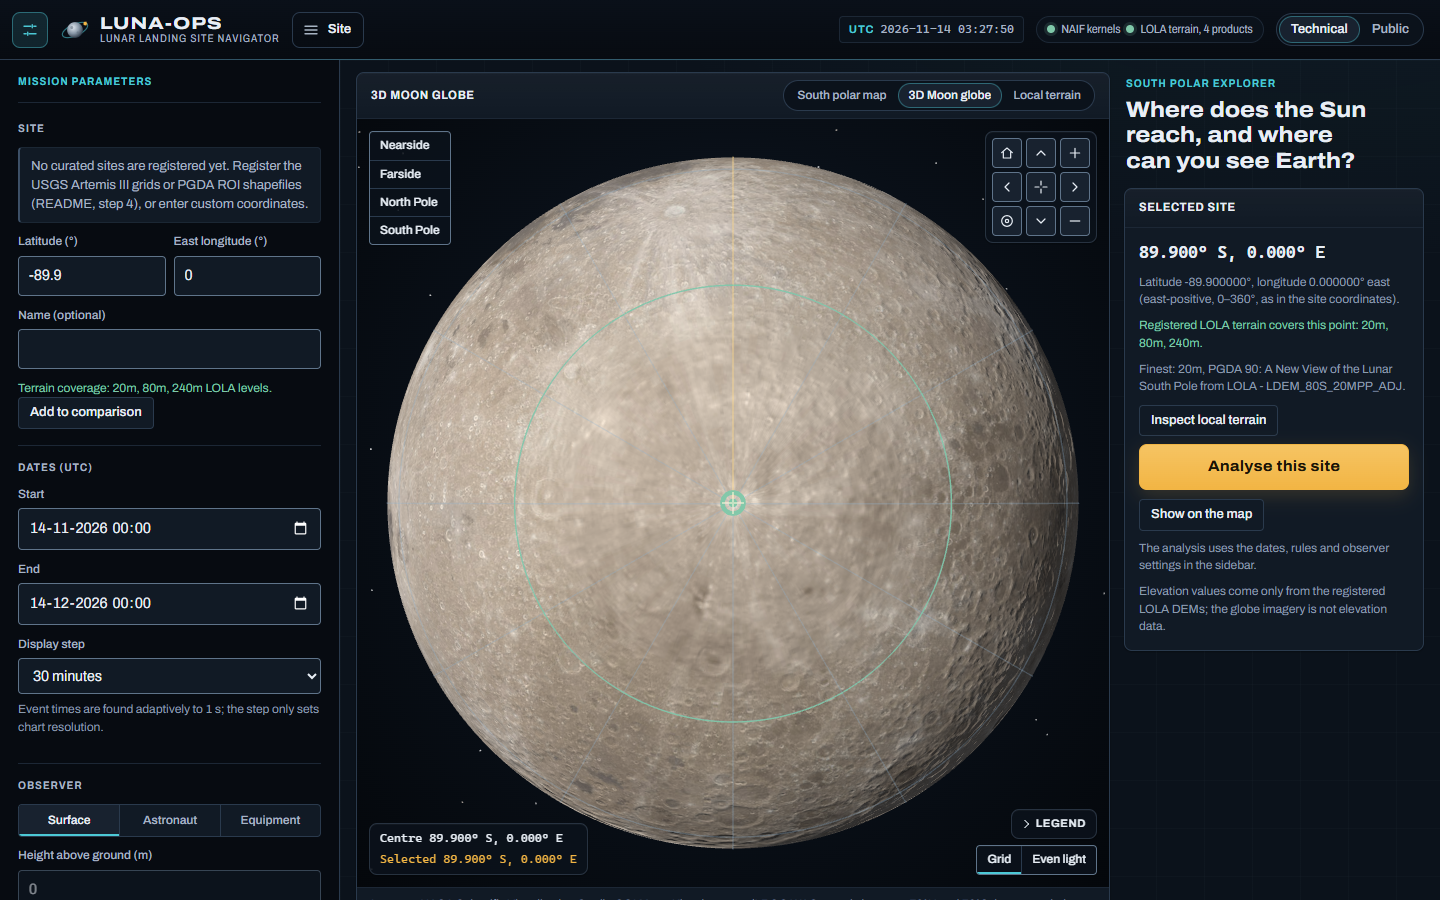 LUNA-OPS
LUNAR LANDING SITE NAVIGATOR
Site
UTC 2026-11-14 03:27:50
NAIF kernels
LOLA terrain, 4 products
Technical
Public
MISSION PARAMETERS
SITE
No curated sites are registered yet. Register the
USGS Artemis III grids or PGDA ROI shapefiles
(README, step 4), or enter custom coordinates.
Latitude (°)
East longitude (°)
-89.9
0
Name (optional)
Terrain coverage: 20m, 80m, 240m LOLA levels.
Add to comparison
DATES (UTC)
Start
14-11-2026 00:00
End
14-12-2026 00:00
Display step
30 minutes
Event times are found adaptively to 1 s; the step only sets
chart resolution.
OBSERVER
Surface
Astronaut
Equipment
Height above ground (m)
0
3D MOON GLOBE
South polar map
3D Moon globe
Local terrain
Nearside
Farside
North Pole
South Pole
Centre 89.900° S, 0.000° E
Selected 89.900° S, 0.000° E
LEGEND
Grid
Even light
SOUTH POLAR EXPLORER
Where does the Sun
reach, and where
can you see Earth?
SELECTED SITE
89.900° S, 0.000° E
Latitude -89.900000°, longitude 0.000000° east
(east-positive, 0–360°, as in the site coordinates).
Registered LOLA terrain covers this point: 20m,
80m, 240m.
Finest: 20m, PGDA 90: A New View of the Lunar
South Pole from LOLA - LDEM_80S_20MPP_ADJ.
Inspect local terrain
Analyse this site
Show on the map
The analysis uses the dates, rules and observer
settings in the sidebar.
Elevation values come only from the registered
LOLA DEMs; the globe imagery is not elevation
data.